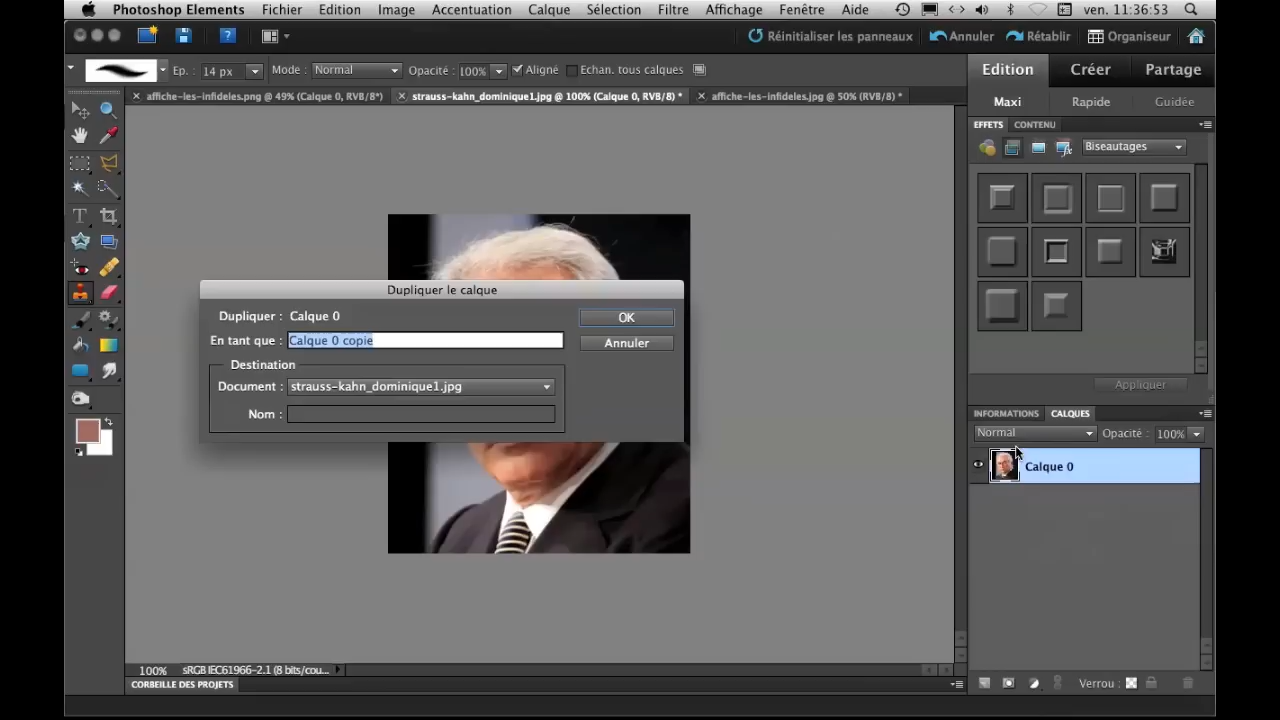 Photoshop Elements Fichier Edition Image Accentuation Calque Sélection Filtre Affichage Fenêtre Aide ven. 11:36:53
Réinitialiser les panneaux Annuler Rétablir Organiseur
Ep. : 14 px Mode : Normal Opacité : 100% Aligné Echan. tous calques
Edition Créer Partage
affiche-les-infideles.png @ 49% (Calque 0, RVB/8*) strauss-kahn_dominique1.jpg @ 100% (Calque 0, RVB/8) * affiche-les-infideles.jpg @ 50% (RVB/8) *
Maxi Rapide Guidée
EFFETS CONTENU
Biseautages
Dupliquer le calque
Dupliquer : Calque 0 OK
En tant que : Calque 0 copie Annuler
Destination
Document : strauss-kahn_dominique1.jpg
Nom :
Appliquer
INFORMATIONS CALQUES
Normal Opacité : 100%
Calque 0
100% sRGB IEC61966-2.1 (8 bits/cou...
CORBEILLE DES PROJETS
Verrou :